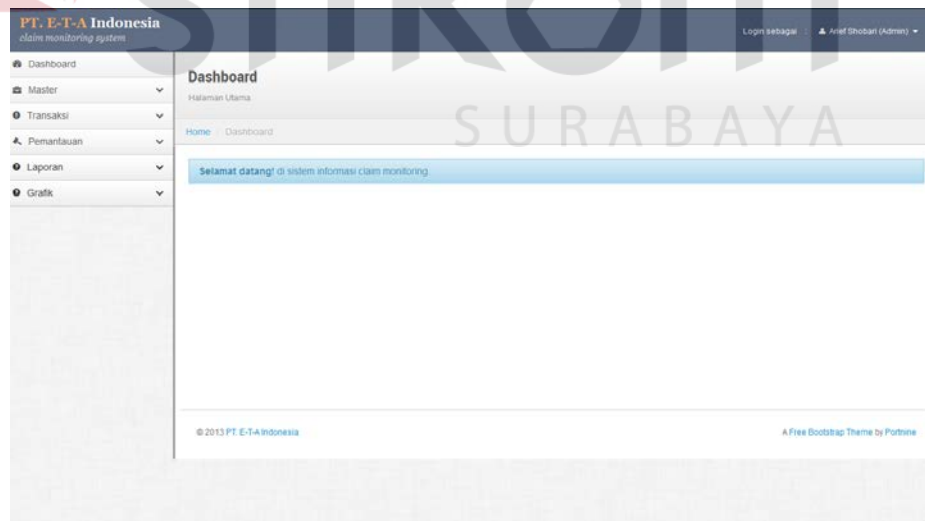 PT. E-T-A Indonesia
claim monitoring system
Login sebagai : Arief Shobari (Admin)
Dashboard
Master
Transaksi
Pemantauan
Laporan
Grafik
Dashboard
Halaman Utama
Home / Dashboard
Selamat datang! di sistem informasi claim monitoring.
© 2013 PT. E-T-A Indonesia
A Free Bootstrap Theme by Portnine
SURABAYA